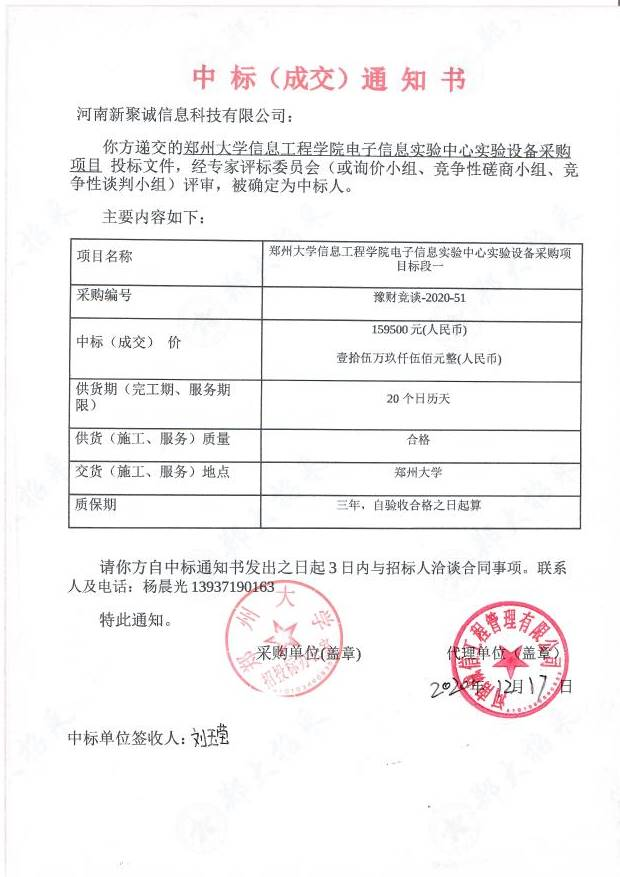 中 标（成交）通 知 书
河南新聚诚信息科技有限公司：
你方递交的郑州大学信息工程学院电子信息实验中心实验设备采购
项目 投标文件，经专家评标委员会（或询价小组、竞争性磋商小组、竞
争性谈判小组）评审，被确定为中标人。
主要内容如下：
项目名称
郑州大学信息工程学院电子信息实验中心实验设备采购项
目标段一
采购编号
豫财竞谈-2020-51
中标（成交） 价
159500 元(人民币)
壹拾伍万玖仟伍佰元整(人民币)
供货期（完工期、服务期
限）
20 个日历天
供货（施工、服务）质量
合格
交货（施工、服务）地点
郑州大学
质保期
三年，自验收合格之日起算
请你方自中标通知书发出之日起 3 日内与招标人洽谈合同事项。联系
人及电话：杨晨光 13937190163
特此通知。
郑州大学
招投标办公室
采购单位(盖章)
代理单位（盖章）
2020年 12月 17 日
中标单位签收人：刘玉莹